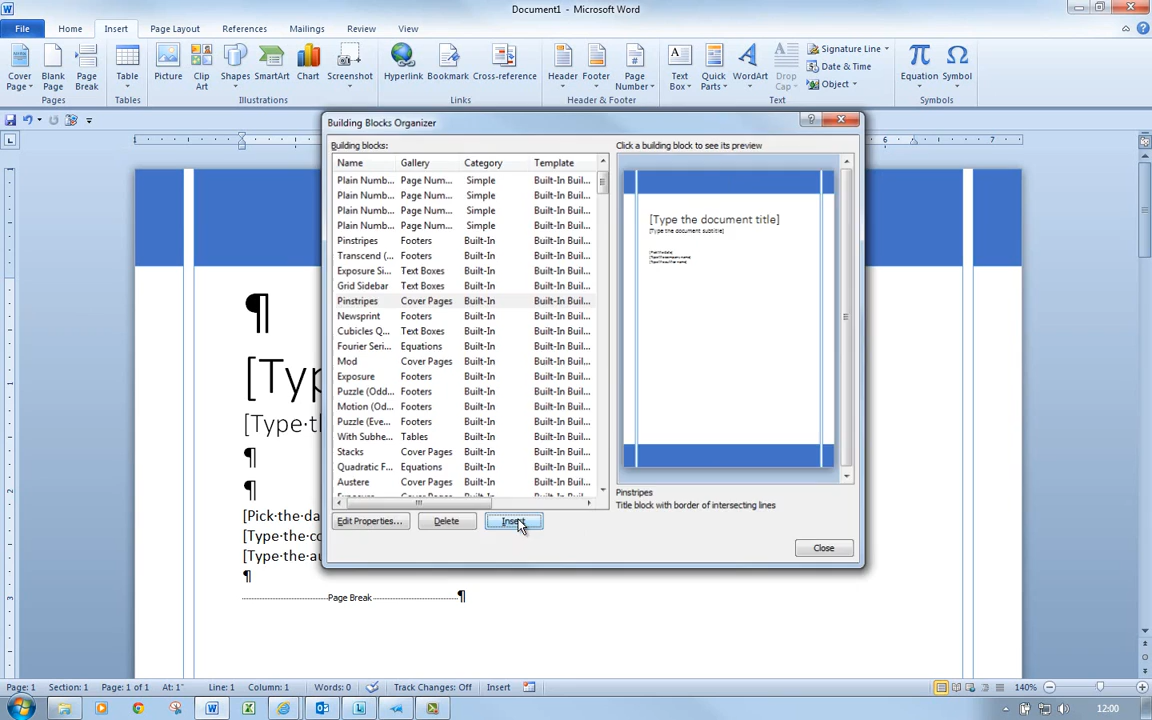 Document1 - Microsoft Word
File Home Insert Page Layout References Mailings Review View
Cover Page Blank Page Page Break Table Picture Clip Art Shapes SmartArt Chart Screenshot Hyperlink Bookmark Cross-reference Header Footer Page Number Text Box Quick Parts WordArt Drop Cap Signature Line Date & Time Object Equation Symbol
Pages Tables Illustrations Links Header & Footer Text Symbols
Building Blocks Organizer
Building blocks: Click a building block to see its preview
Name Gallery Category Template
Plain Numb... Page Num... Simple Built-In Buil...
Plain Numb... Page Num... Simple Built-In Buil...
Plain Numb... Page Num... Simple Built-In Buil...
Plain Numb... Page Num... Simple Built-In Buil...
Pinstripes Footers Built-In Built-In Buil...
Transcend (... Footers Built-In Built-In Buil...
Exposure Si... Text Boxes Built-In Built-In Buil...
Grid Sidebar Text Boxes Built-In Built-In Buil...
Pinstripes Cover Pages Built-In Built-In Buil...
Newsprint Footers Built-In Built-In Buil...
Cubicles Q... Text Boxes Built-In Built-In Buil...
Fourier Seri... Equations Built-In Built-In Buil...
Mod Cover Pages Built-In Built-In Buil...
Exposure Footers Built-In Built-In Buil...
Puzzle (Odd... Footers Built-In Built-In Buil...
Motion (Od... Footers Built-In Built-In Buil...
Puzzle (Eve... Footers Built-In Built-In Buil...
With Subhe... Tables Built-In Built-In Buil...
Stacks Cover Pages Built-In Built-In Buil...
Quadratic F... Equations Built-In Built-In Buil...
Austere Cover Pages Built-In Built-In Buil...
[Type the document title]
[Type the document subtitle]
Pinstripes
Title block with border of intersecting lines
Edit Properties... Delete Insert
Close
¶
[Typ
[Type·th
¶
¶
[Pick·the·da
[Type·the·co
[Type·the·au
¶
Page Break ¶
Page: 1 Section: 1 Page: 1 of 1 At: 1" Line: 1 Column: 1 Words: 0 Track Changes: Off Insert 140%
12:00